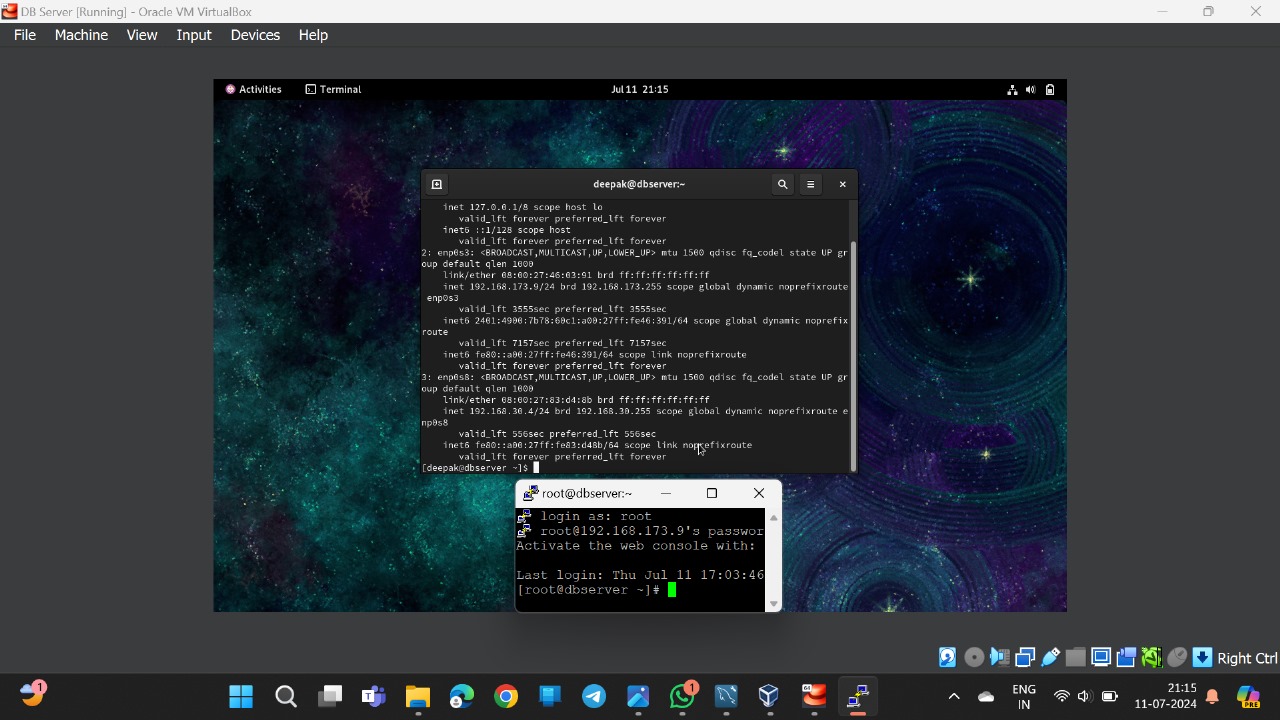 DB Server [Running] - Oracle VM VirtualBox
File Machine View Input Devices Help
Activities Terminal Jul 11 21:15
deepak@dbserver:~
inet 127.0.0.1/8 scope host lo
valid_lft forever preferred_lft forever
inet6 ::1/128 scope host
valid_lft forever preferred_lft forever
2: enp0s3: <BROADCAST,MULTICAST,UP,LOWER_UP> mtu 1500 qdisc fq_codel state UP gr
oup default qlen 1000
link/ether 08:00:27:46:03:91 brd ff:ff:ff:ff:ff:ff
inet 192.168.173.9/24 brd 192.168.173.255 scope global dynamic noprefixroute
enp0s3
valid_lft 3555sec preferred_lft 3555sec
inet6 2401:4900:7b78:60c1:a00:27ff:fe46:391/64 scope global dynamic noprefix
route
valid_lft 7157sec preferred_lft 7157sec
inet6 fe80::a00:27ff:fe46:391/64 scope link noprefixroute
valid_lft forever preferred_lft forever
3: enp0s8: <BROADCAST,MULTICAST,UP,LOWER_UP> mtu 1500 qdisc fq_codel state UP gr
oup default qlen 1000
link/ether 08:00:27:83:d4:8b brd ff:ff:ff:ff:ff:ff
inet 192.168.30.4/24 brd 192.168.30.255 scope global dynamic noprefixroute e
np0s8
valid_lft 556sec preferred_lft 556sec
inet6 fe80::a00:27ff:fe83:d48b/64 scope link noprefixroute
valid_lft forever preferred_lft forever
[deepak@dbserver ~]$
root@dbserver:~
login as: root
root@192.168.173.9's passwor
Activate the web console with:
Last login: Thu Jul 11 17:03:46
[root@dbserver ~]#
Right Ctrl
1
1
64
ENG
IN
21:15
11-07-2024
PRE